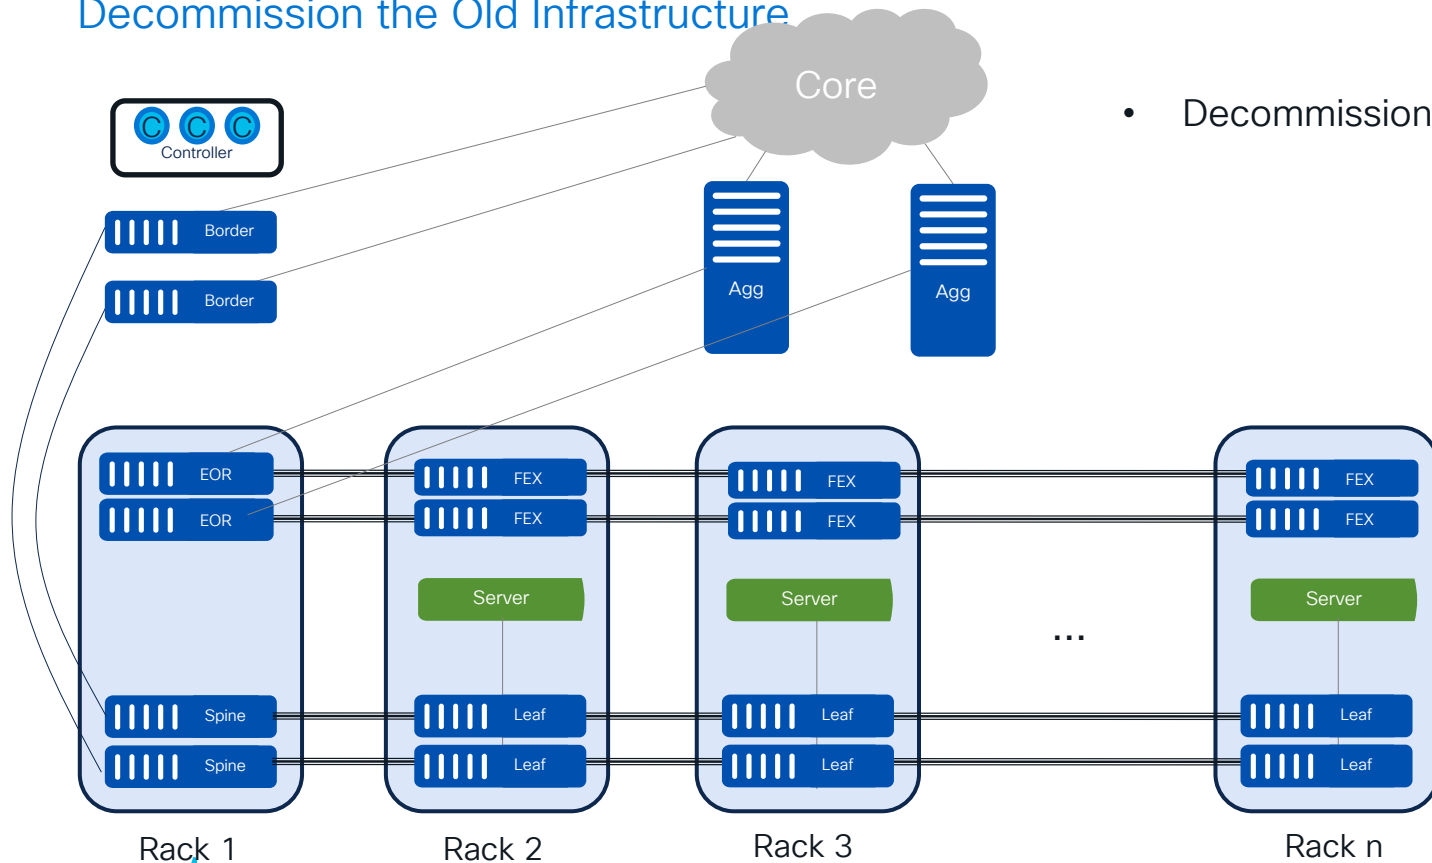 Decommission the Old Infrastructure
Core
• Decommission
C C C
Controller
Border
Border
Agg
Agg
EOR
FEX
FEX
FEX
EOR
FEX
FEX
FEX
Server
Server
Server
...
Spine
Leaf
Leaf
Leaf
Spine
Leaf
Leaf
Leaf
Rack 1
Rack 2
Rack 3
Rack n